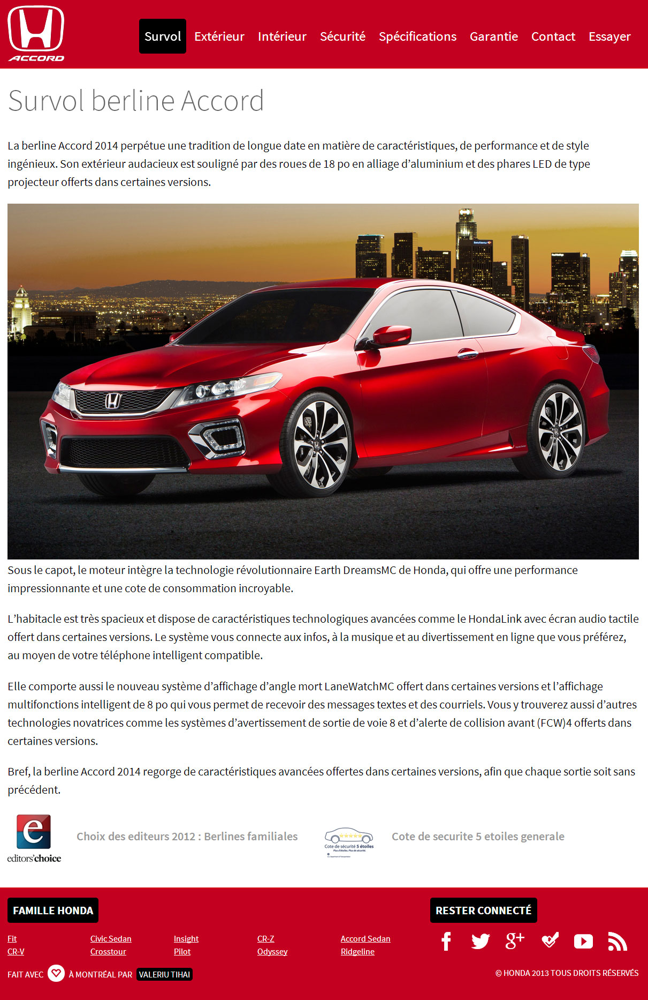 ACCORD
Survol Extérieur Intérieur Sécurité Spécifications Garantie Contact Essayer
Survol berline Accord
La berline Accord 2014 perpétue une tradition de longue date en matière de caractéristiques, de performance et de style
ingénieux. Son extérieur audacieux est souligné par des roues de 18 po en alliage d’aluminium et des phares LED de type
projecteur offerts dans certaines versions.
Sous le capot, le moteur intègre la technologie révolutionnaire Earth DreamsMC de Honda, qui offre une performance
impressionnante et une cote de consommation incroyable.
L’habitacle est très spacieux et dispose de caractéristiques technologiques avancées comme le HondaLink avec écran audio tactile
offert dans certaines versions. Le système vous connecte aux infos, à la musique et au divertissement en ligne que vous préférez,
au moyen de votre téléphone intelligent compatible.
Elle comporte aussi le nouveau système d’affichage d’angle mort LaneWatchMC offert dans certaines versions et l’affichage
multifonctions intelligent de 8 po qui vous permet de recevoir des messages textes et des courriels. Vous y trouverez aussi d’autres
technologies novatrices comme les systèmes d’avertissement de sortie de voie 8 et d’alerte de collision avant (FCW)4 offerts dans
certaines versions.
Bref, la berline Accord 2014 regorge de caractéristiques avancées offertes dans certaines versions, afin que chaque sortie soit sans
précédent.
e
editors’choice
Choix des editeurs 2012 : Berlines familiales
Cote de sécurité 5 étoiles
Plus d'étoiles. Plus de sécurité.
Cote de securite 5 etoiles generale
FAMILLE HONDA
RESTER CONNECTÉ
Fit Civic Sedan Insight CR-Z Accord Sedan
CR-V Crosstour Pilot Odyssey Ridgeline
FAIT AVEC À MONTRÉAL PAR VALERIU TIHAI
© HONDA 2013 TOUS DROITS RÉSERVÉS